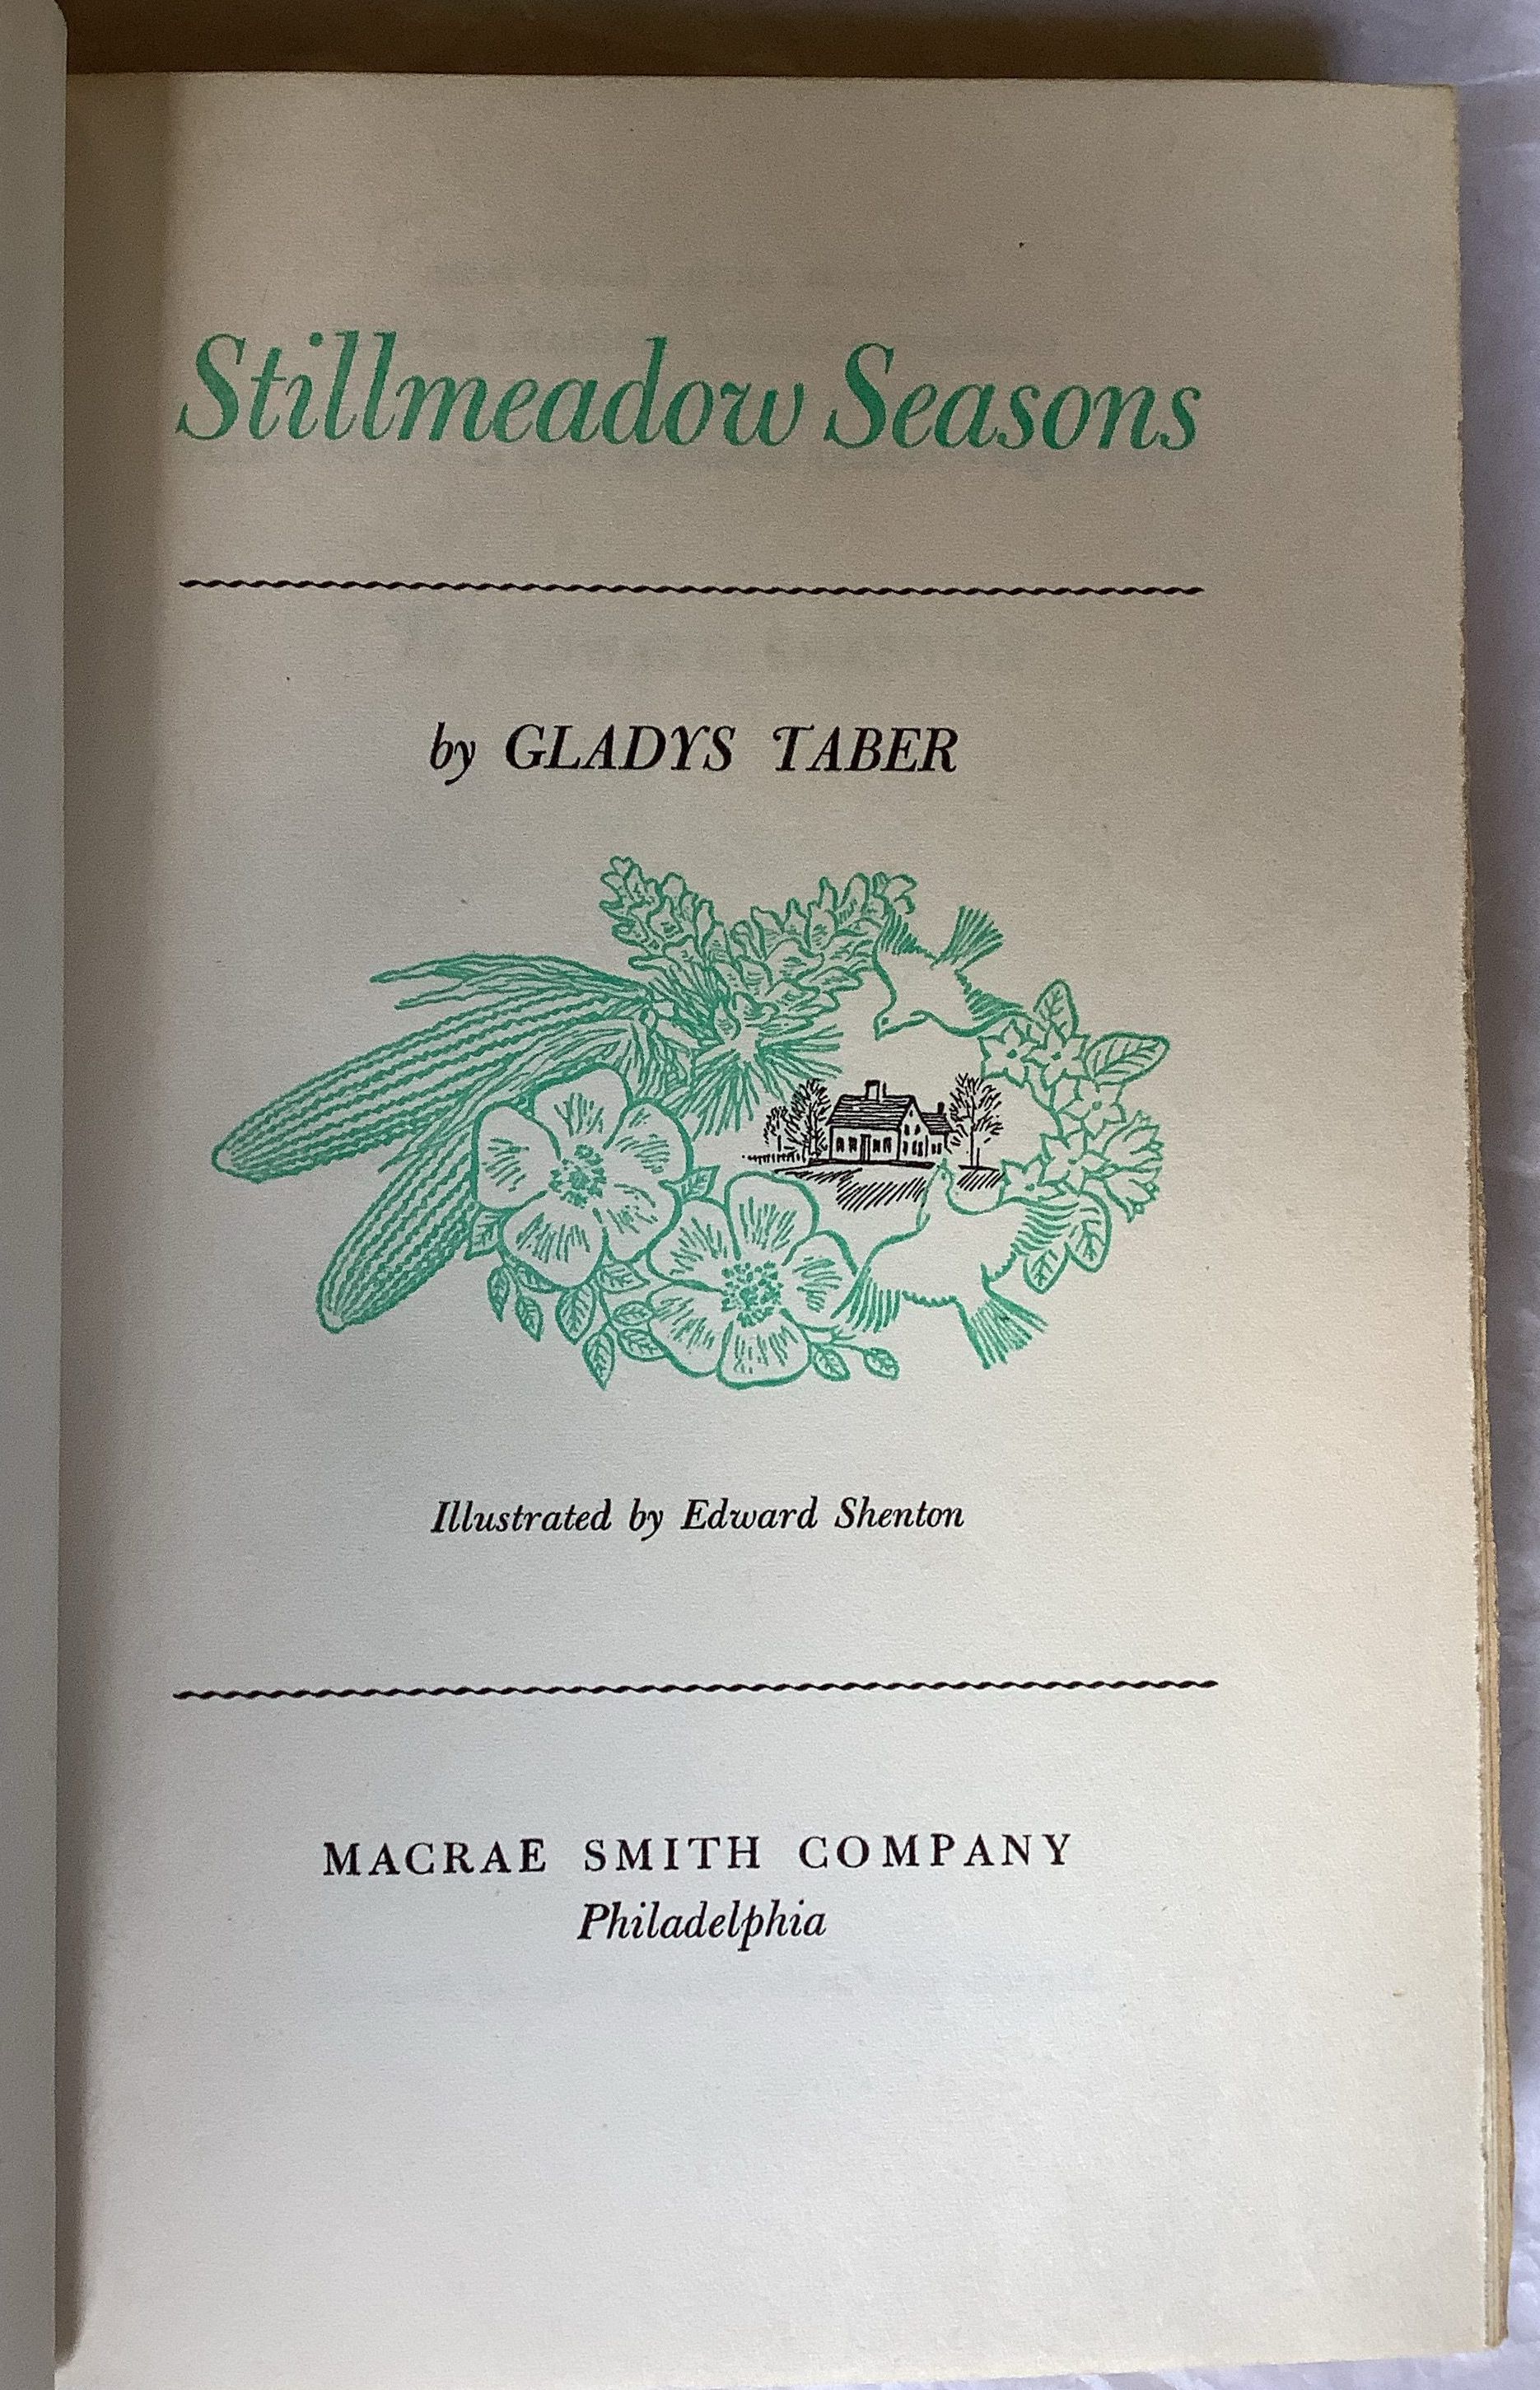 Stillmeadow Seasons
by GLADYS TABER
Illustrated by Edward Shenton
MACRAE SMITH COMPANY
Philadelphia